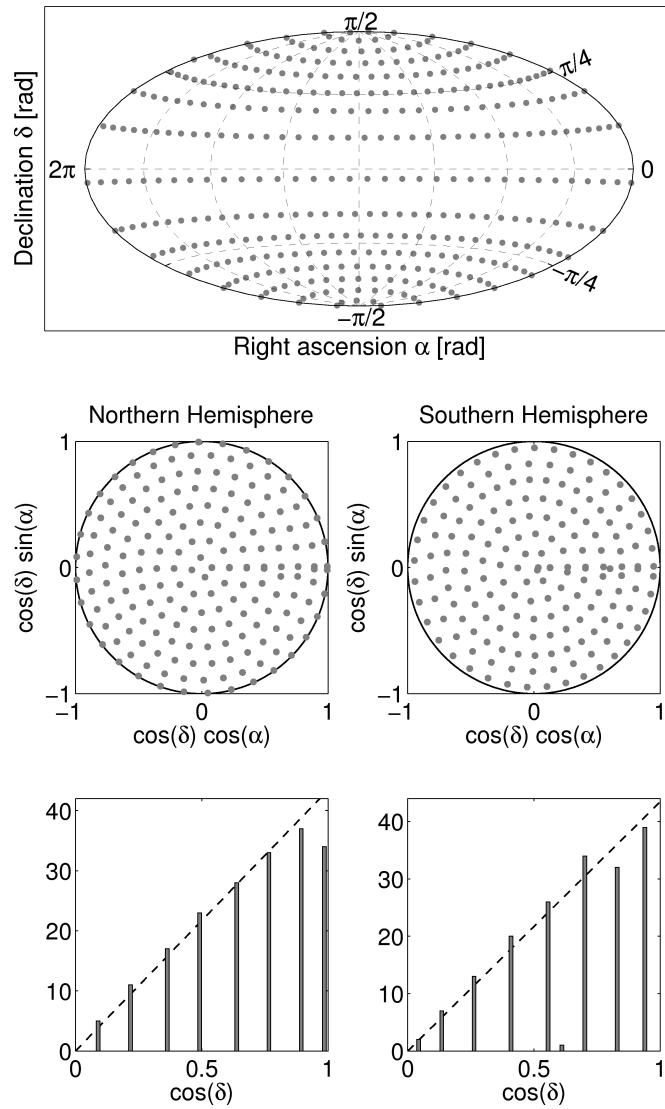 π/2
π/4
Declination δ [rad]
2π
0
−π/4
−π/2
Right ascension α [rad]
Northern Hemisphere
Southern Hemisphere
1
1
cos(δ) sin(α)
0
cos(δ) sin(α)
0
−1
−1
−1
0
1
−1
0
1
cos(δ) cos(α)
cos(δ) cos(α)
40
30
20
10
0
0
0.5
1
cos(δ)
40
30
20
10
0
0
0.5
1
cos(δ)